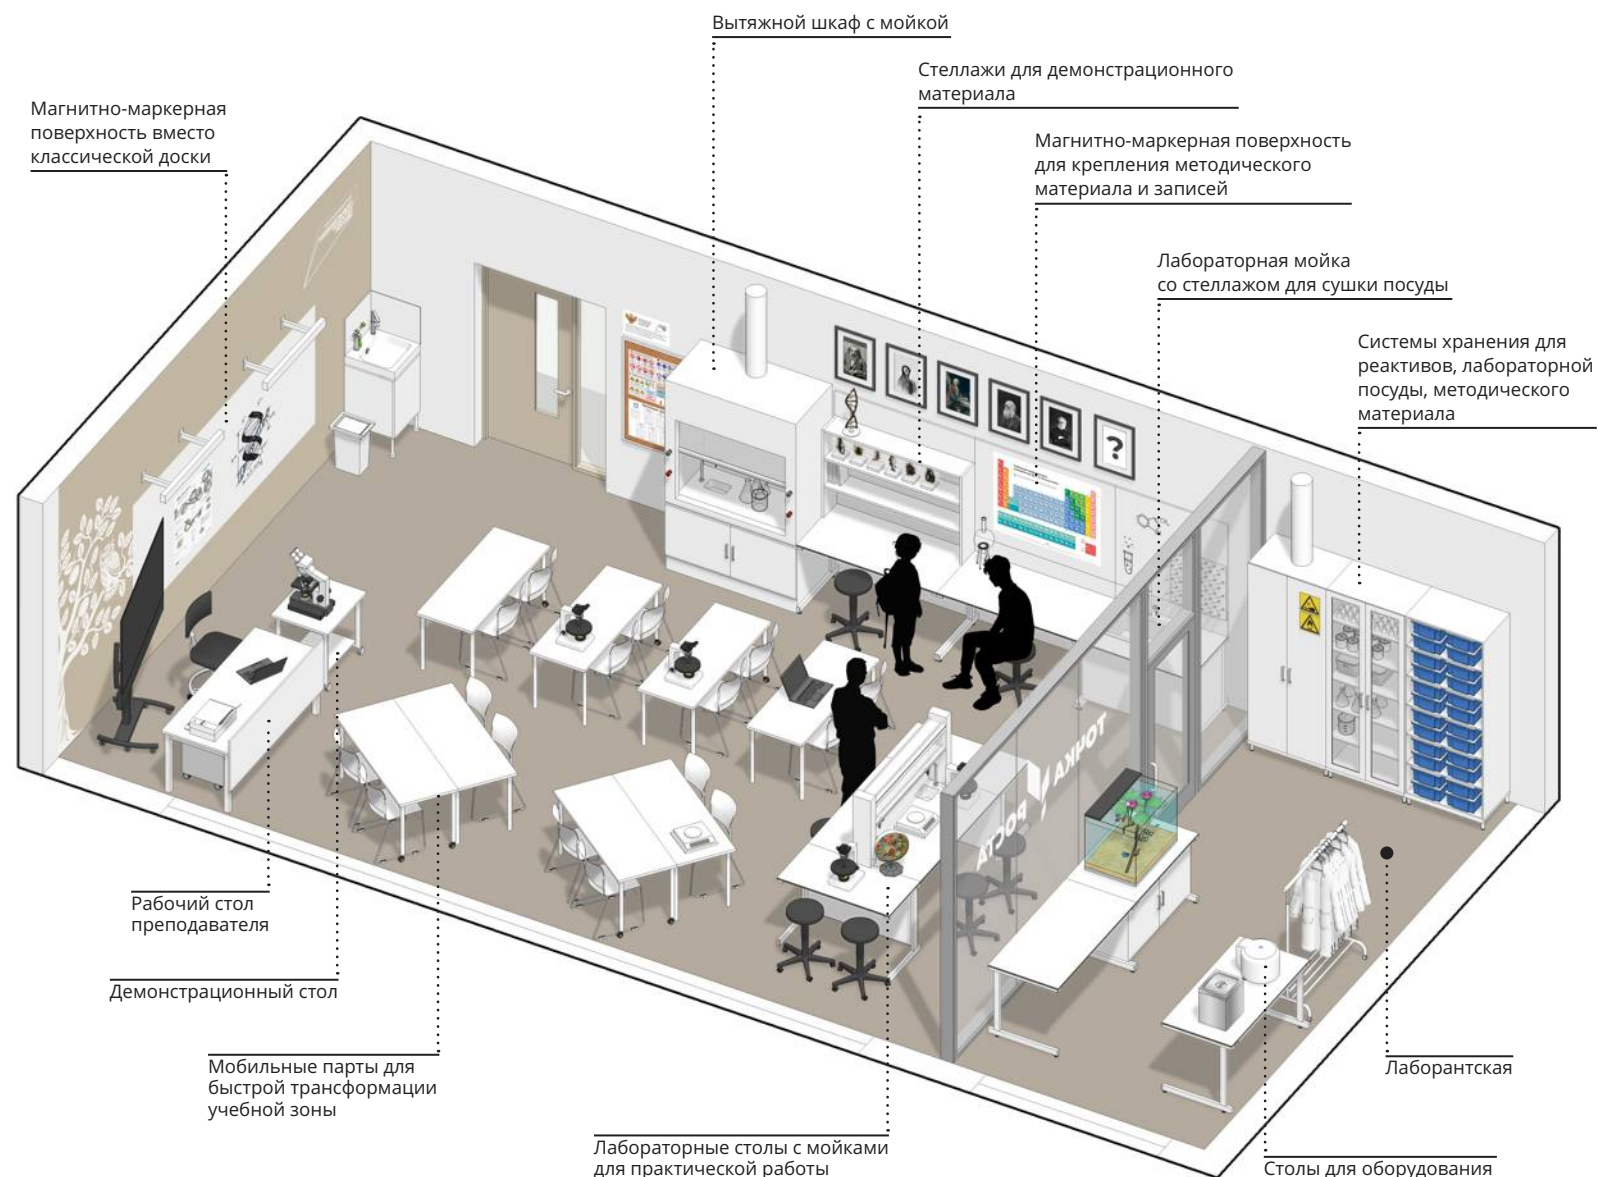 Вытяжной шкаф с мойкой
Стеллажи для демонстрационного
материала
Магнитно-маркерная
поверхность вместо
классической доски
Магнитно-маркерная поверхность
для крепления методического
материала и записей
Лабораторная мойка
со стеллажом для сушки посуды
Системы хранения для
реактивов, лабораторной
посуды, методического
материала
?
ТОЧКА
РОСТА
Рабочий стол
преподавателя
Демонстрационный стол
Мобильные парты для
быстрой трансформации
учебной зоны
Лабораторные столы с мойками
для практической работы
Лаборантская
Столы для оборудования